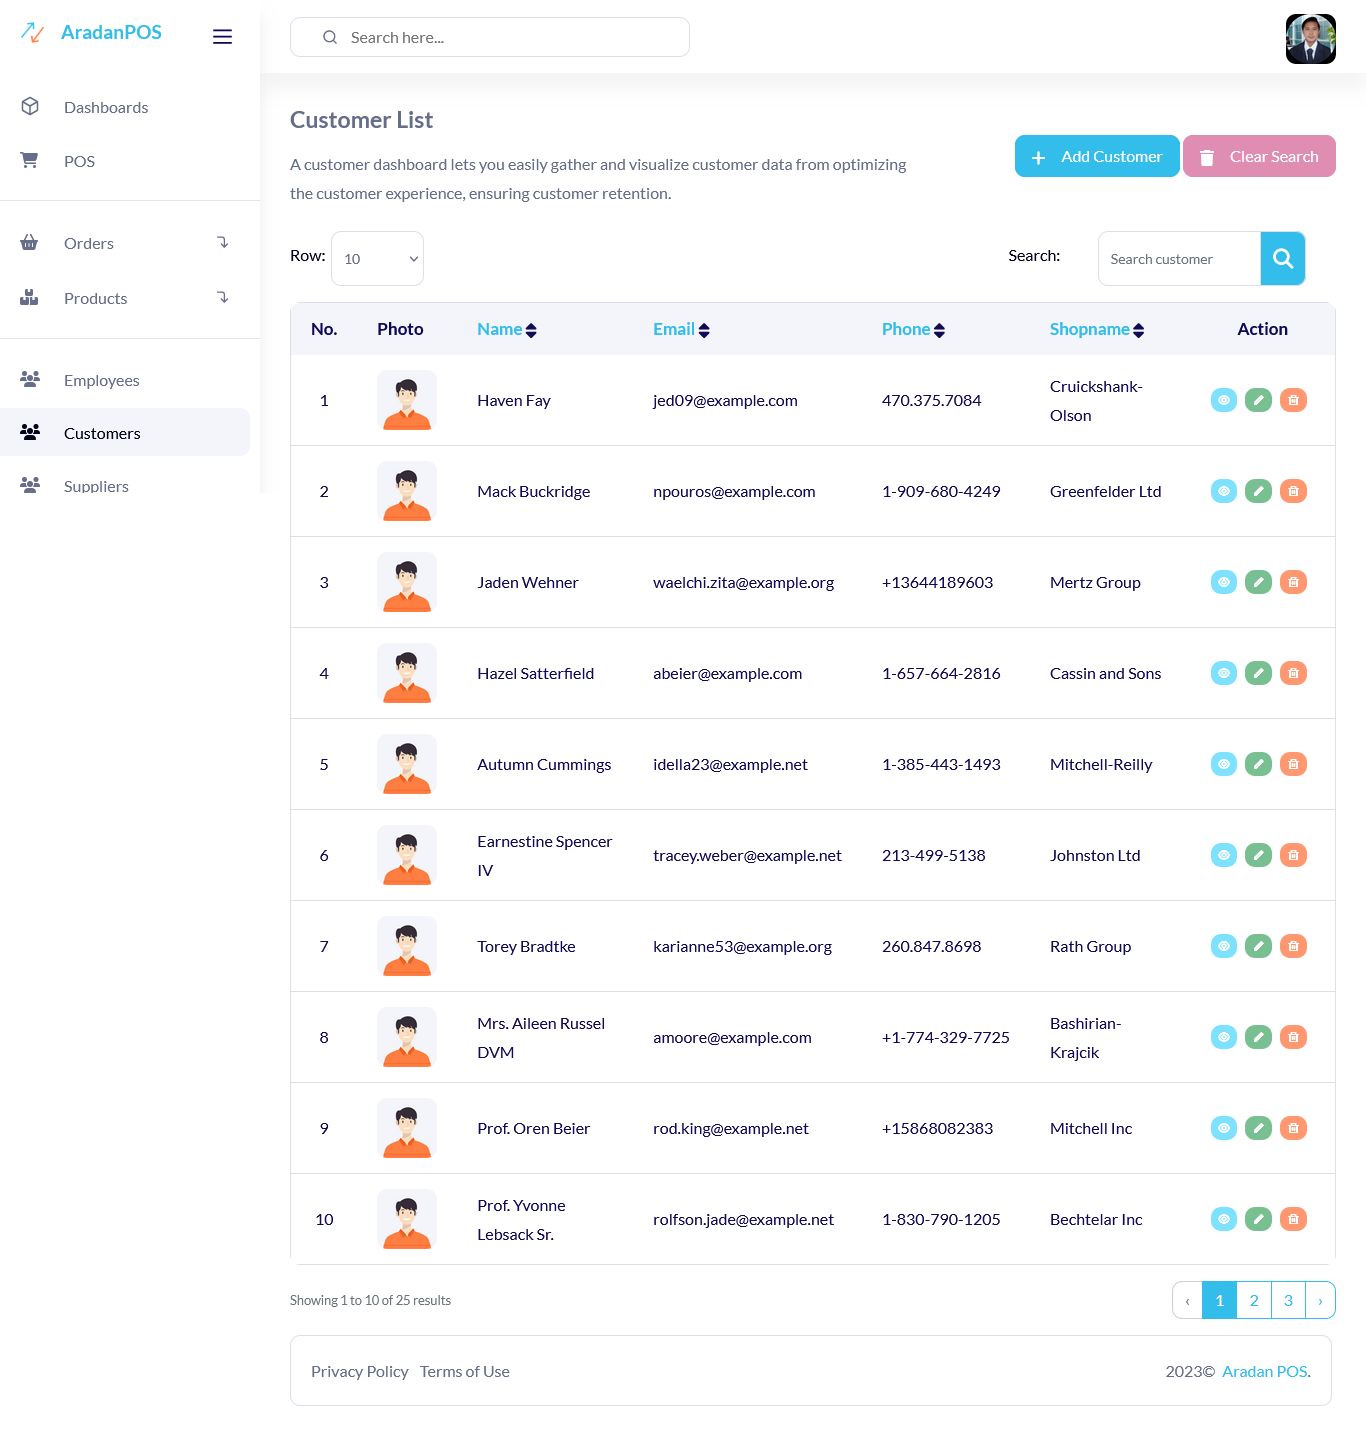 AradanPOS
Search here...
Dashboards
POS
Orders
Products
Employees
Customers
Suppliers
Customer List
A customer dashboard lets you easily gather and visualize customer data from optimizing
the customer experience, ensuring customer retention.
Add Customer
Clear Search
Row: 10
Search: Search customer
No. Photo Name Email Phone Shopname Action
1 Haven Fay jed09@example.com 470.375.7084 Cruickshank-
Olson
2 Mack Buckridge npouros@example.com 1-909-680-4249 Greenfelder Ltd
3 Jaden Wehner waelchi.zita@example.org +13644189603 Mertz Group
4 Hazel Satterfield abeier@example.com 1-657-664-2816 Cassin and Sons
5 Autumn Cummings idella23@example.net 1-385-443-1493 Mitchell-Reilly
6 Earnestine Spencer
IV tracey.weber@example.net 213-499-5138 Johnston Ltd
7 Torey Bradtke karianne53@example.org 260.847.8698 Rath Group
8 Mrs. Aileen Russel
DVM amoore@example.com +1-774-329-7725 Bashirian-
Krajcik
9 Prof. Oren Beier rod.king@example.net +15868082383 Mitchell Inc
10 Prof. Yvonne
Lebsack Sr. rolfson.jade@example.net 1-830-790-1205 Bechtelar Inc
Showing 1 to 10 of 25 results
‹ 1 2 3 ›
Privacy Policy Terms of Use
2023© Aradan POS.